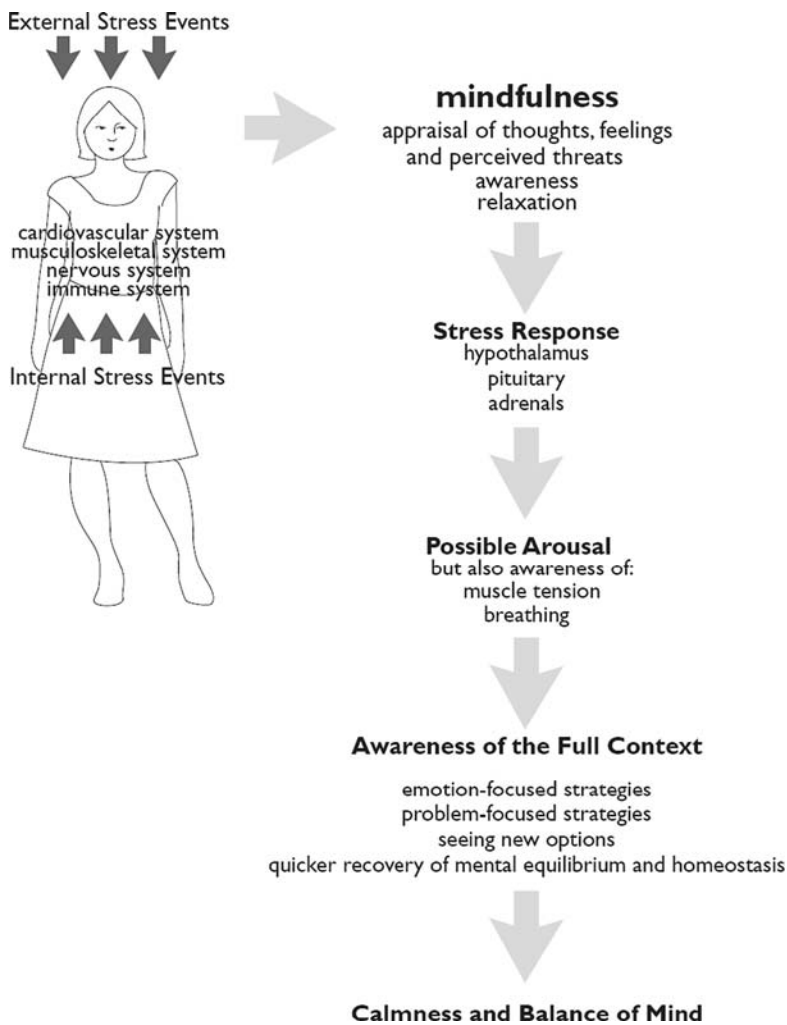 External Stress Events
cardiovascular system
musculoskeletal system
nervous system
immune system
Internal Stress Events
mindfulness
appraisal of thoughts, feelings
and perceived threats
awareness
relaxation
Stress Response
hypothalamus
pituitary
adrenals
Possible Arousal
but also awareness of:
muscle tension
breathing
Awareness of the Full Context
emotion-focused strategies
problem-focused strategies
seeing new options
quicker recovery of mental equilibrium and homeostasis
Calmness and Balance of Mind